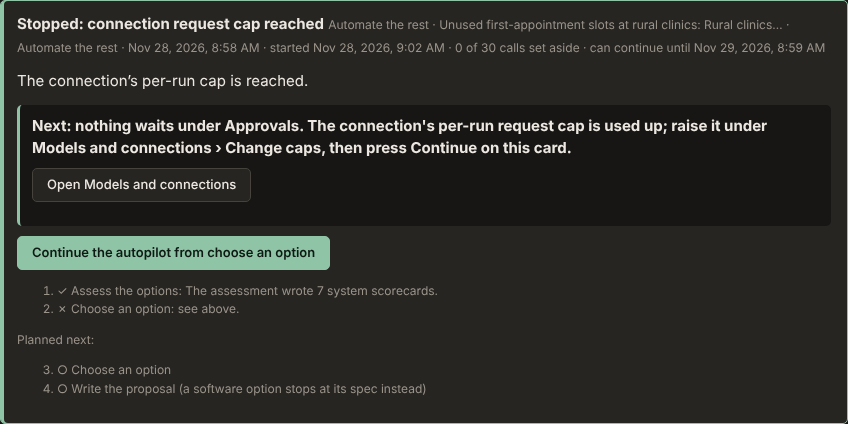 Stopped: connection request cap reached Automate the rest · Unused first-appointment slots at rural clinics: Rural clinics... ·
Automate the rest · Nov 28, 2026, 8:58 AM · started Nov 28, 2026, 9:02 AM · 0 of 30 calls set aside · can continue until Nov 29, 2026, 8:59 AM
The connection’s per-run cap is reached.
Next: nothing waits under Approvals. The connection's per-run request cap is used up; raise it under
Models and connections › Change caps, then press Continue on this card.
Open Models and connections
Continue the autopilot from choose an option
1. ✓ Assess the options: The assessment wrote 7 system scorecards.
2. × Choose an option: see above.
Planned next:
3. ○ Choose an option
4. ○ Write the proposal (a software option stops at its spec instead)